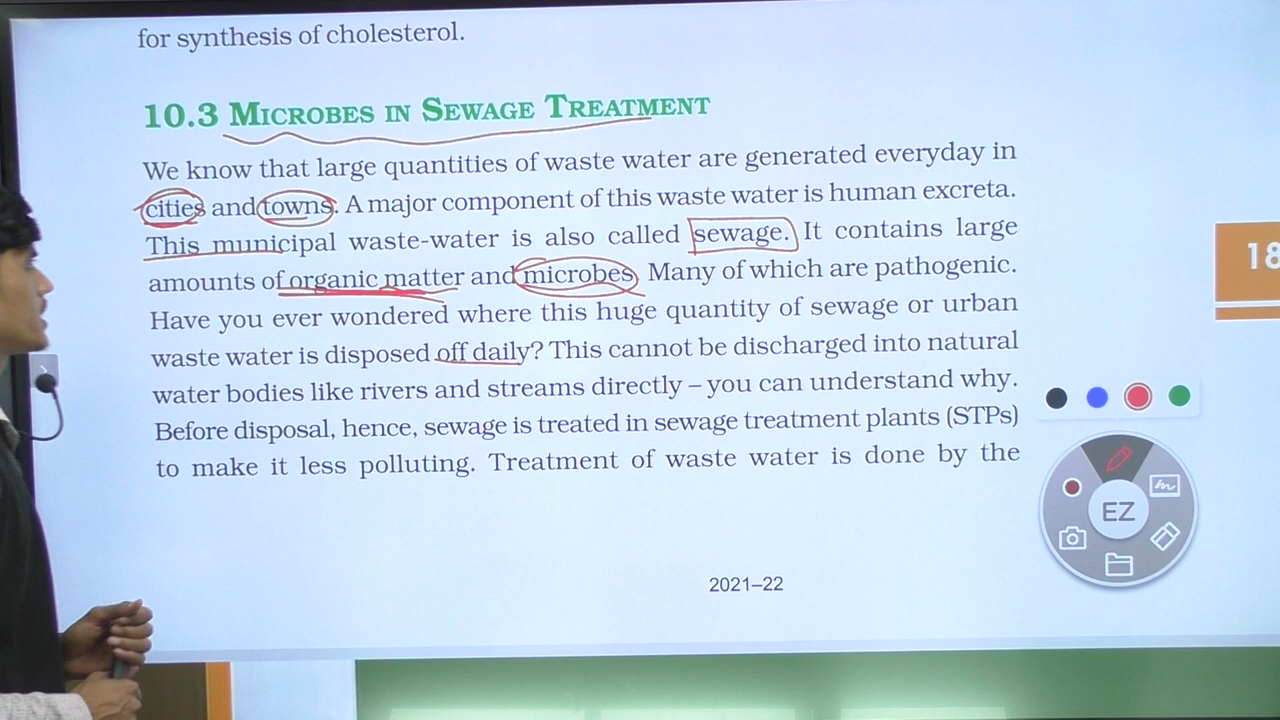 for synthesis of cholesterol.
10.3 MICROBES IN SEWAGE TREATMENT
We know that large quantities of waste water are generated everyday in
cities and towns. A major component of this waste water is human excreta.
This municipal waste-water is also called sewage. It contains large
amounts of organic matter and microbes. Many of which are pathogenic.
Have you ever wondered where this huge quantity of sewage or urban
waste water is disposed off daily? This cannot be discharged into natural
water bodies like rivers and streams directly – you can understand why.
Before disposal, hence, sewage is treated in sewage treatment plants (STPs)
to make it less polluting. Treatment of waste water is done by the
18
EZ
2021–22